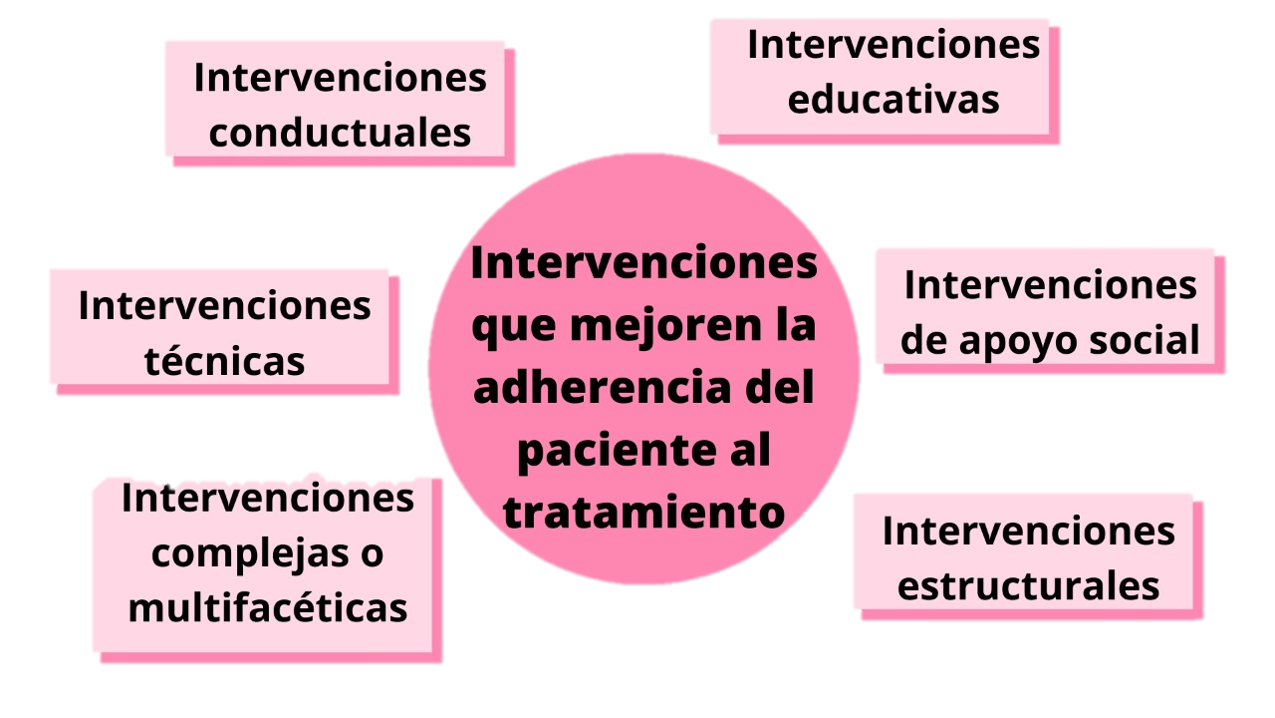 Intervenciones
conductuales
Intervenciones
educativas
Intervenciones
que mejoren la
adherencia del
paciente al
tratamiento
Intervenciones
técnicas
Intervenciones
de apoyo social
Intervenciones
complejas o
multifacéticas
Intervenciones
estructurales